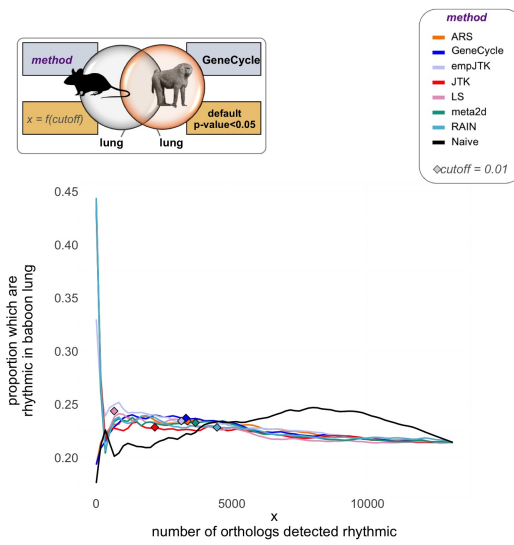 method
GeneCycle
x = f(cutoff)
default
p-value<0.05
lung
lung
method
ARS
GeneCycle
empJTK
JTK
LS
meta2d
RAIN
Naive
cutoff = 0.01
0.45
0.40
0.35
0.30
0.25
0.20
proportion which are
rhythmic in baboon lung
0
5000
10000
x
number of orthologs detected rhythmic